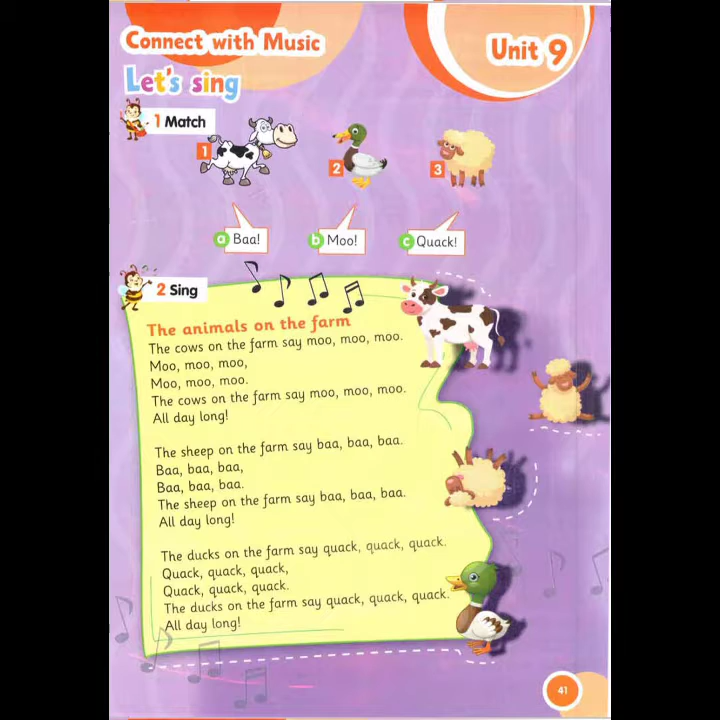 Connect with Music
Unit 9
Let's sing
1 Match
1
2
3
a Baa!
b Moo!
c Quack!
2 Sing
The animals on the farm
The cows on the farm say moo, moo, moo.
Moo, moo, moo,
Moo, moo, moo.
The cows on the farm say moo, moo, moo.
All day long!
The sheep on the farm say baa, baa, baa.
Baa, baa, baa,
Baa, baa, baa.
The sheep on the farm say baa, baa, baa.
All day long!
The ducks on the farm say quack, quack, quack.
Quack, quack, quack,
Quack, quack, quack.
The ducks on the farm say quack, quack, quack.
All day long!
41